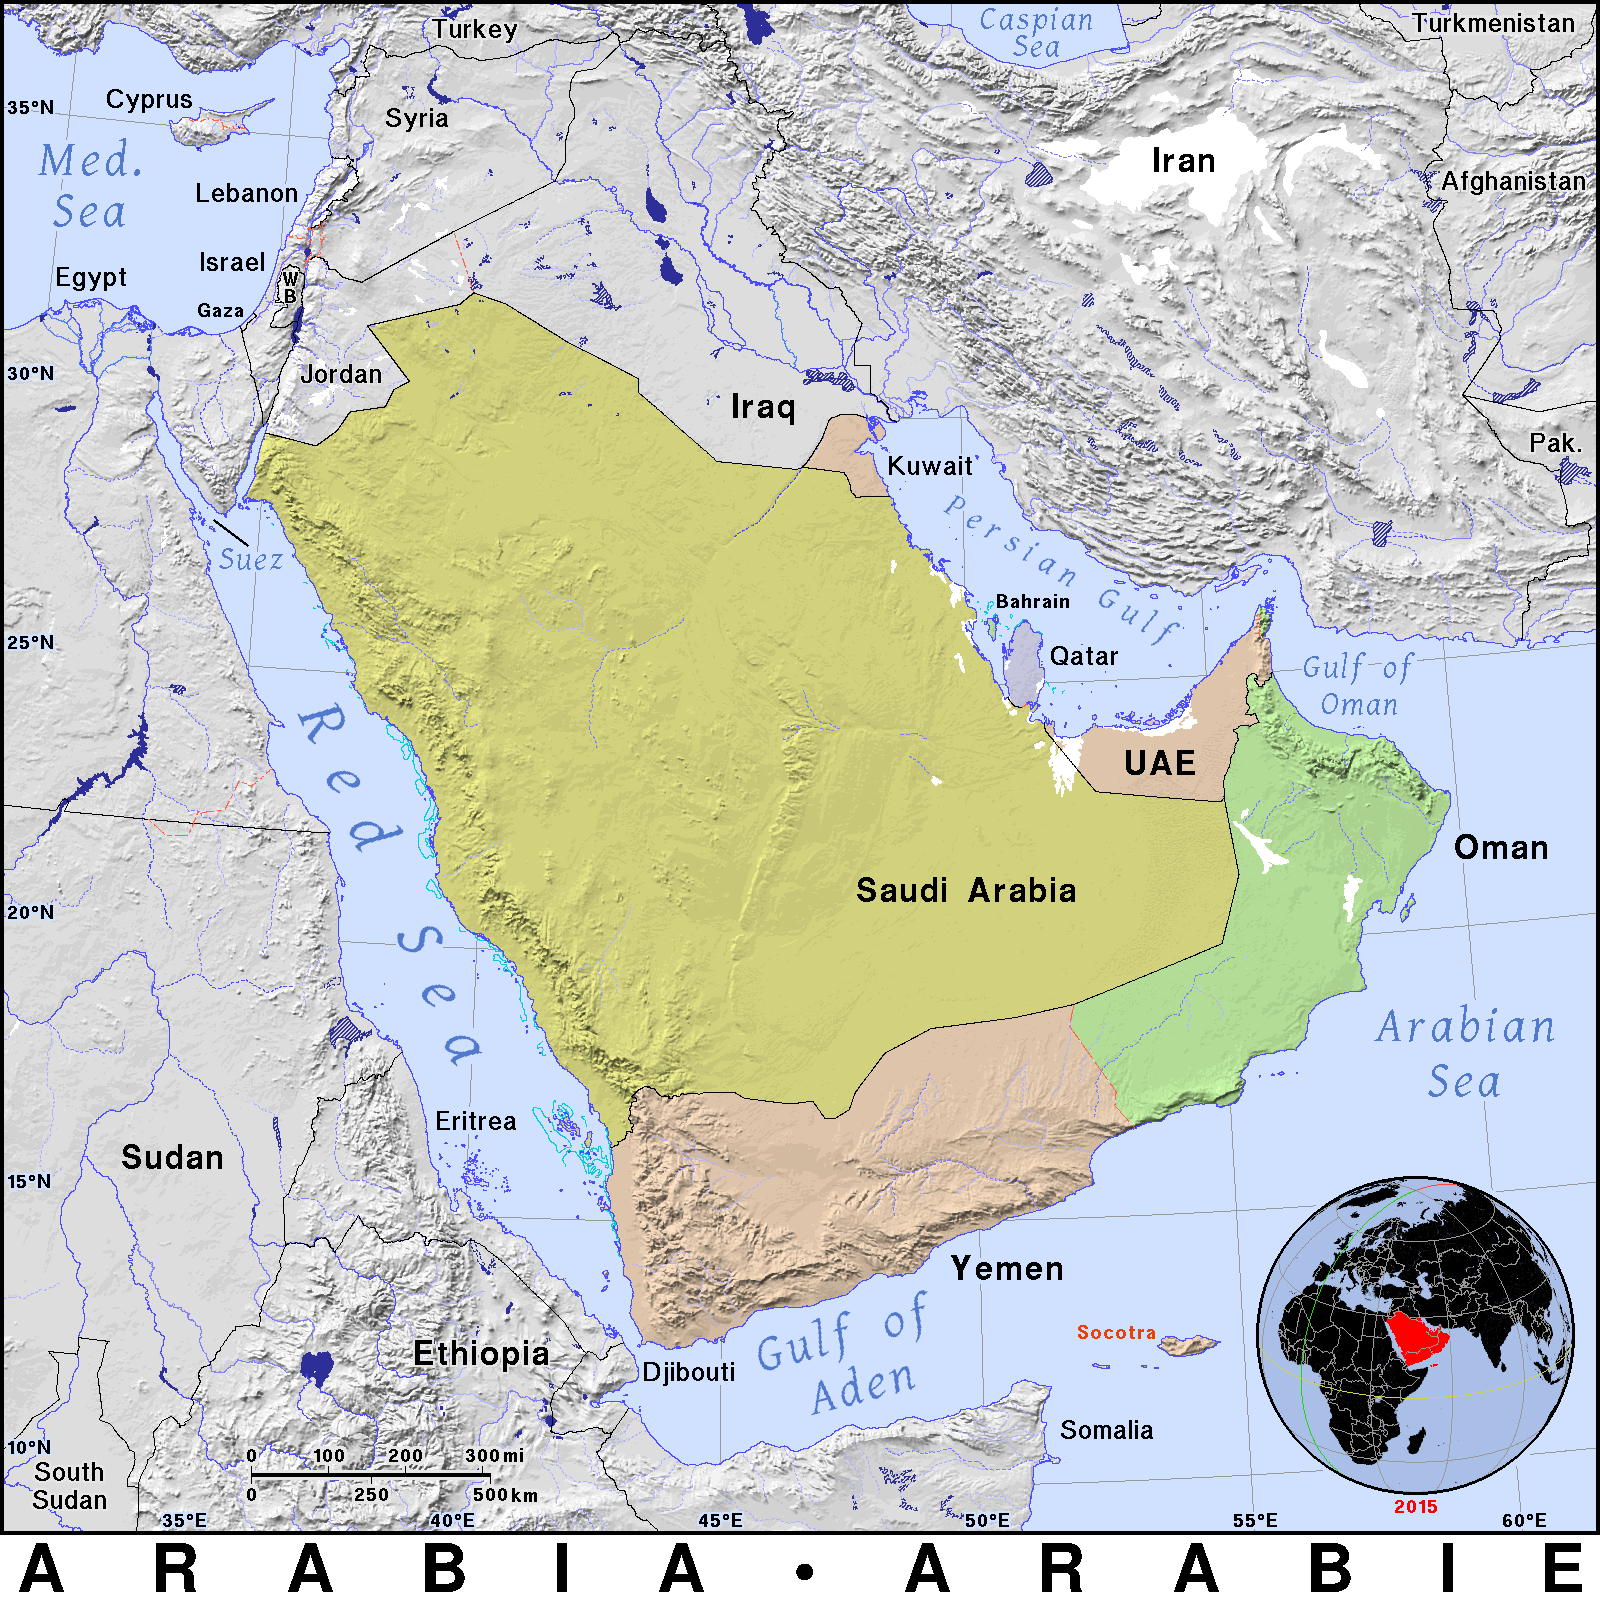 Turkey
Caspian
Sea
Turkmenistan
35°N
Cyprus
Syria
Med.
Sea
Iran
Afghanistan
Lebanon
Israel
W
B
Egypt
Gaza
30°N
Jordan
Iraq
Pak.
Kuwait
Persian Gulf
Suez
Bahrain
25°N
Qatar
Gulf of
Oman
Red Sea
UAE
Oman
Saudi Arabia
20°N
Arabian
Sea
Eritrea
Sudan
15°N
Yemen
Socotra
Gulf of
Aden
Ethiopia
Djibouti
Somalia
10°N
South
Sudan
0 100 200 300 mi
0 250 500 km
2015
35°E 40°E 45°E 50°E 55°E 60°E
ARABIA • ARABIE